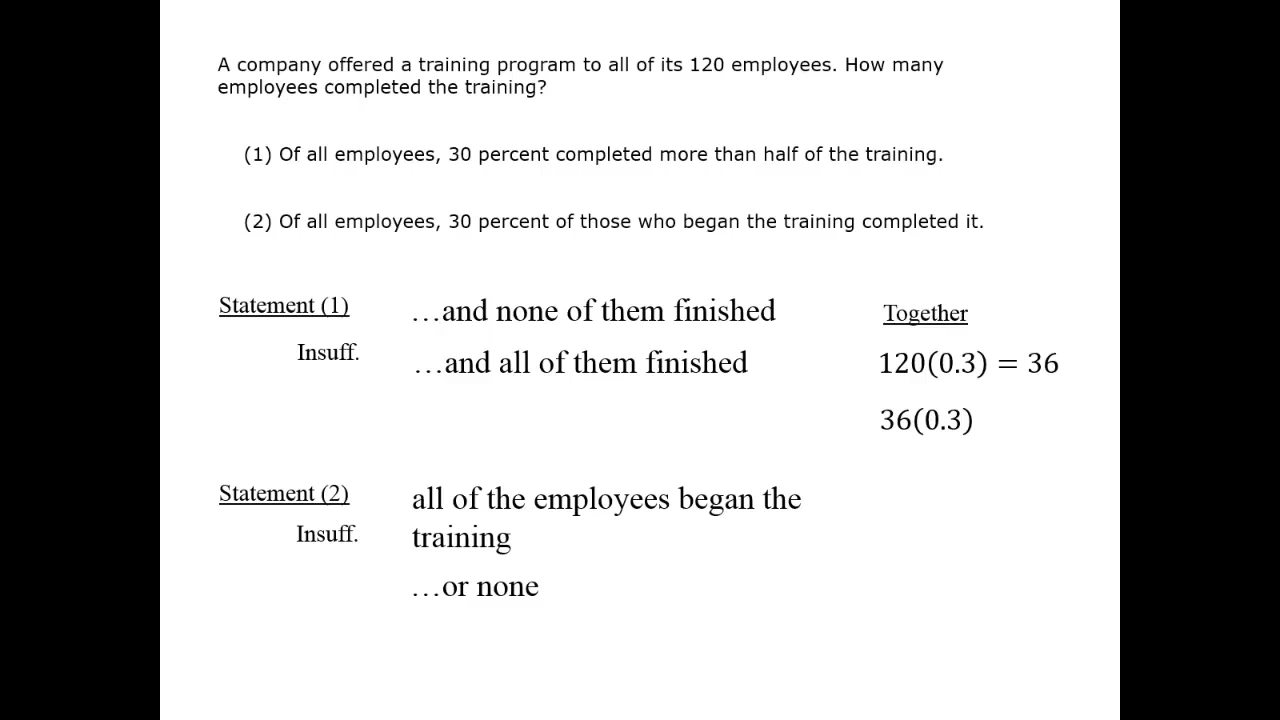 A company offered a training program to all of its 120 employees. How many
employees completed the training?
(1) Of all employees, 30 percent completed more than half of the training.
(2) Of all employees, 30 percent of those who began the training completed it.
Statement (1)
Insuff.
…and none of them finished
…and all of them finished
Together
120(0.3) = 36
36(0.3)
Statement (2)
Insuff.
all of the employees began the
training
…or none